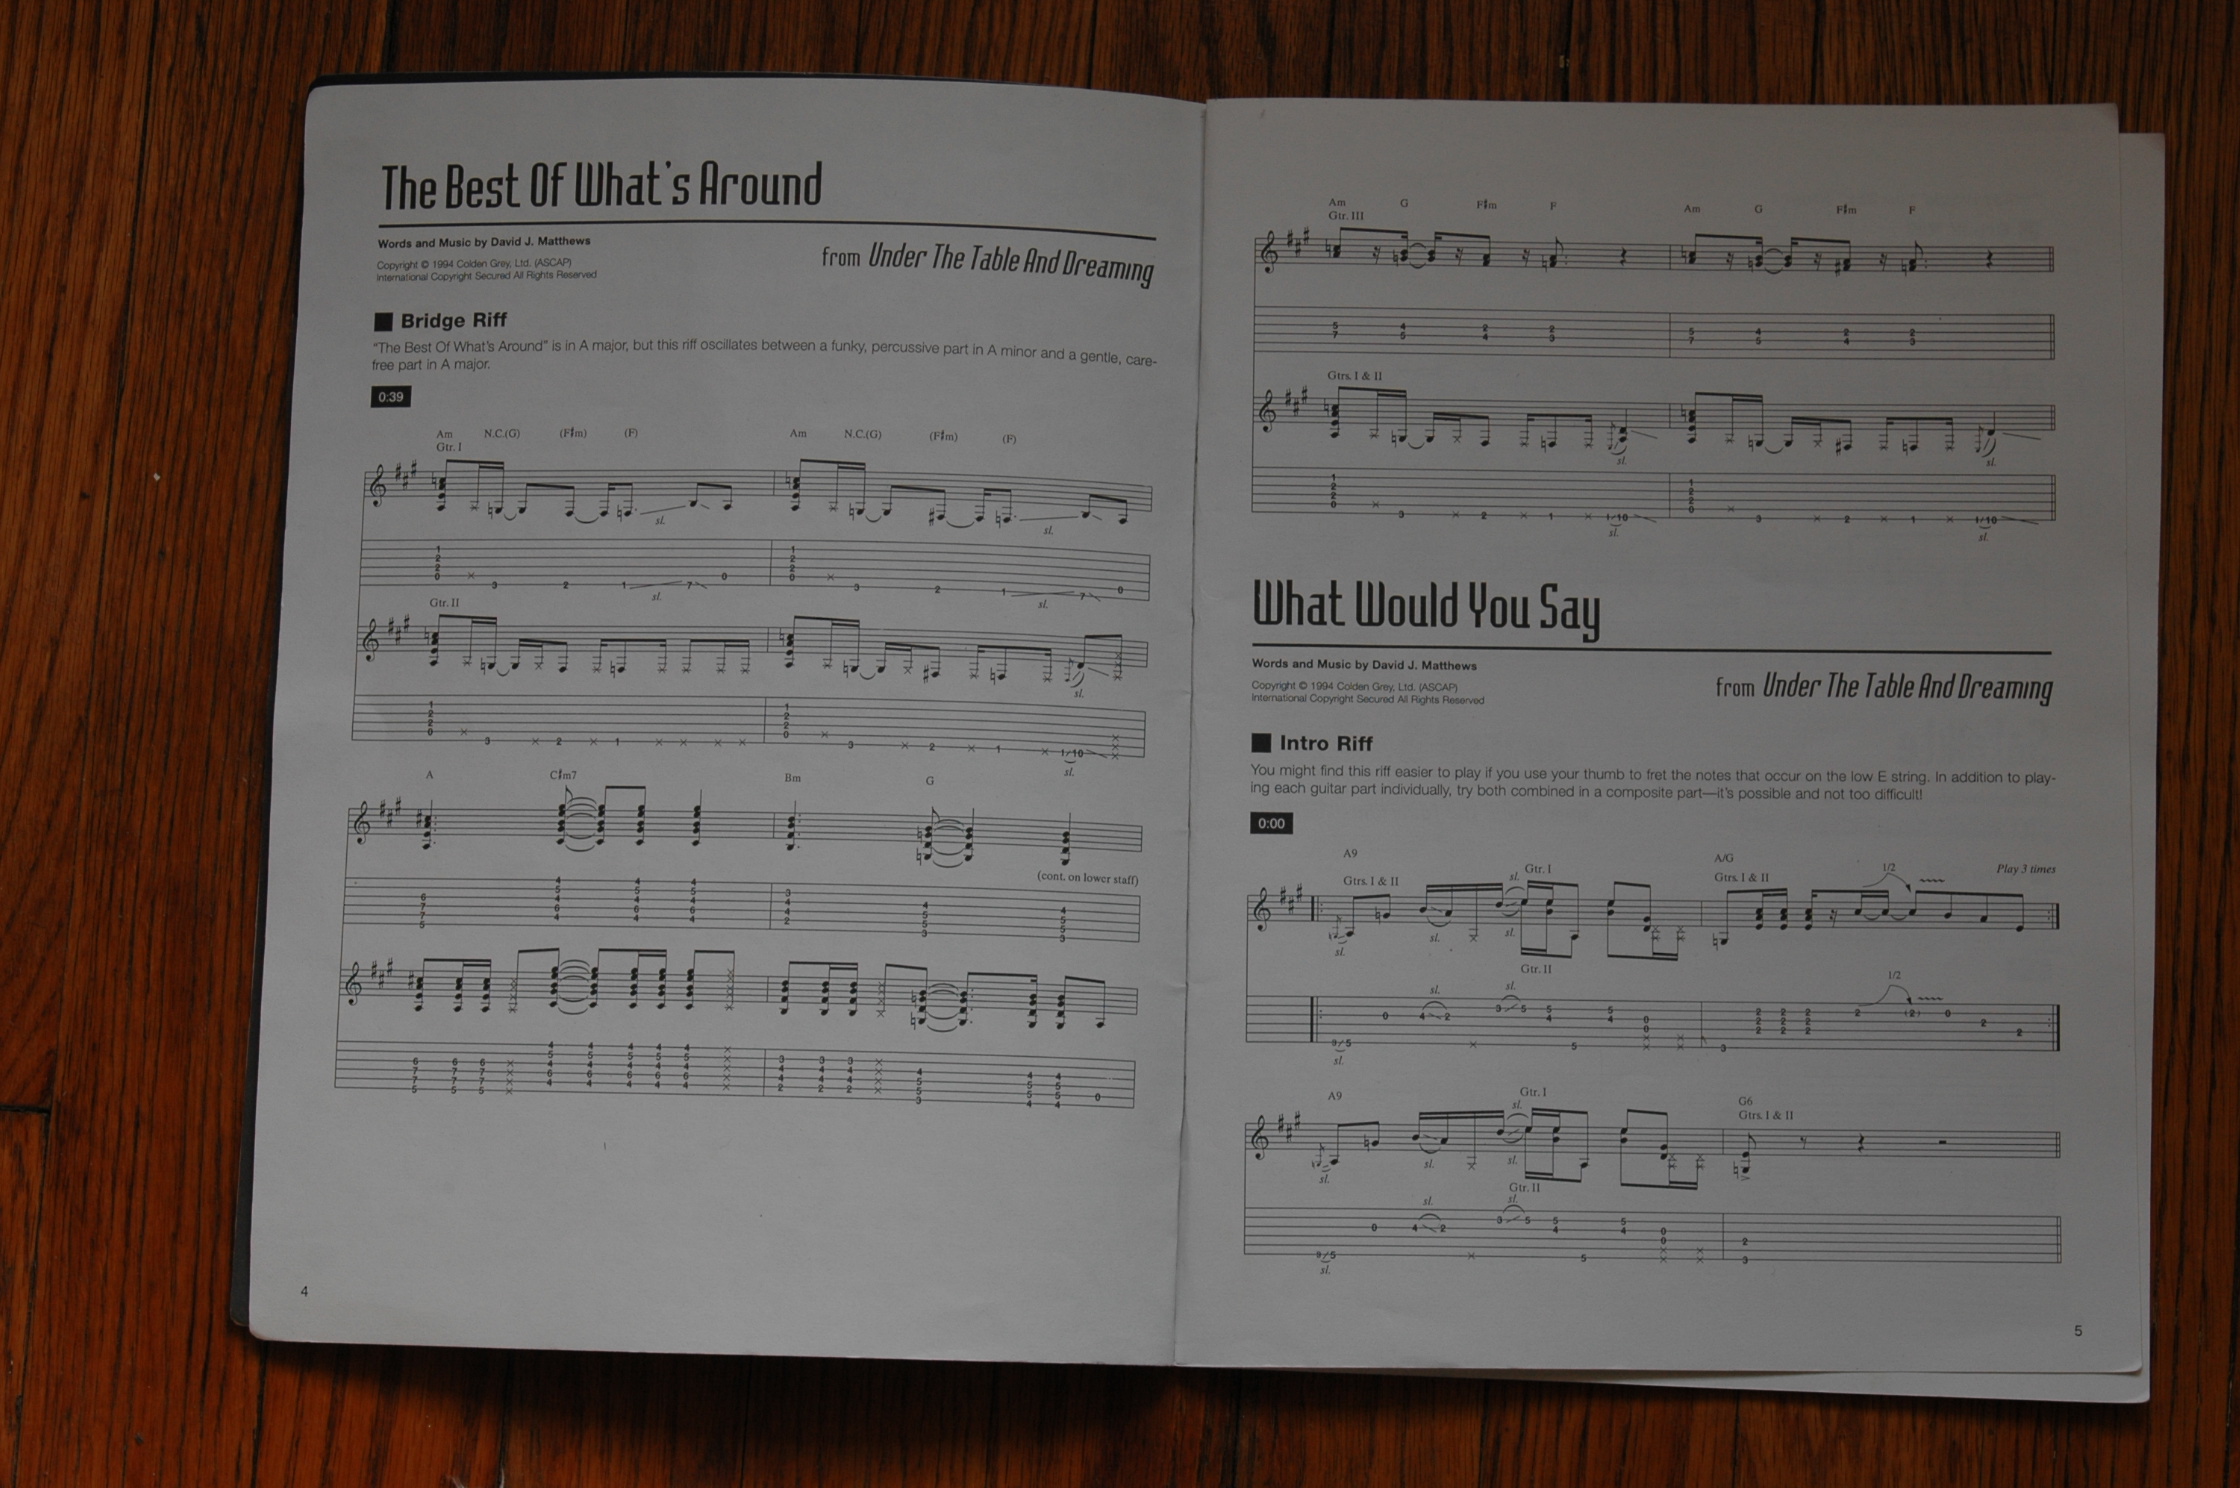 The Best Of What's Around
Words and Music by David J. Matthews
from Under The Table And Dreaming
Copyright © 1994 Colden Grey, Ltd. (ASCAP)
International Copyright Secured All Rights Reserved
Bridge Riff
"The Best Of What's Around" is in A major, but this riff oscillates between a funky, percussive part in A minor and a gentle, care-
free part in A major.
0:39
Am N.C.(G) (F#m) (F) Am N.C.(G) (F#m) (F)
Gtr. I
sl. sl.
sl. sl.
Gtr. II
sl.
sl.
A C#m7 Bm G
(cont. on lower staff)
4
Am G F#m F Am G F#m F
Gtr. III
Gtrs. I & II
sl. sl.
sl. sl.
What Would You Say
Words and Music by David J. Matthews
from Under The Table And Dreaming
Copyright © 1994 Colden Grey, Ltd. (ASCAP)
International Copyright Secured All Rights Reserved
Intro Riff
You might find this riff easier to play if you use your thumb to fret the notes that occur on the low E string. In addition to play-
ing each guitar part individually, try both combined in a composite part—it's possible and not too difficult!
0:00
A9 A/G
Gtrs. I & II sl. Gtr. I Gtrs. I & II 1/2 Play 3 times
sl. sl. sl.
Gtr. II
sl. sl. 1/2
sl.
A9 Gtr. I G6
sl. Gtrs. I & II
sl. sl. sl.
Gtr. II
sl. sl.
sl.
5